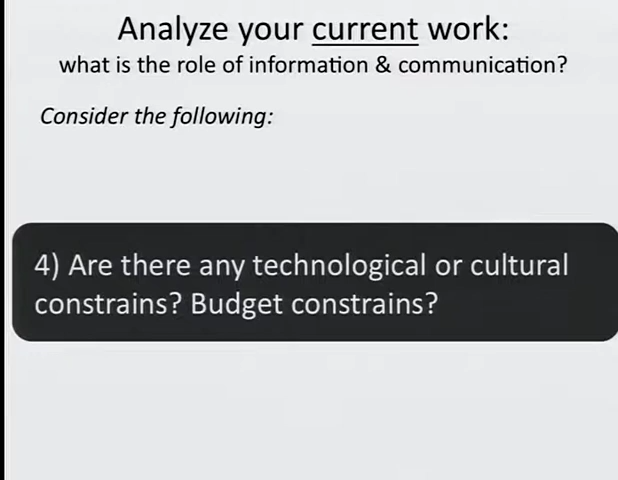 Analyze your current work:
what is the role of information & communication?
Consider the following:
4) Are there any technological or cultural
constrains? Budget constrains?